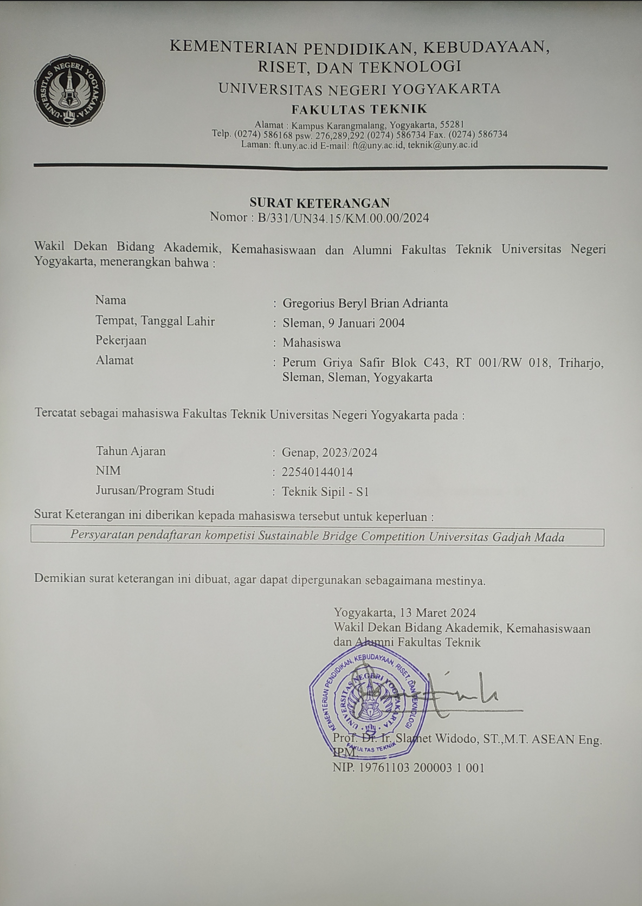 KEMENTERIAN PENDIDIKAN, KEBUDAYAAN,
RISET, DAN TEKNOLOGI
UNIVERSITAS NEGERI YOGYAKARTA
FAKULTAS TEKNIK
Alamat : Kampus Karangmalang, Yogyakarta, 55281
Telp. (0274) 586168 psw. 276,289,292 (0274) 586734 Fax. (0274) 586734
Laman: ft.uny.ac.id E-mail: ft@uny.ac.id, teknik@uny.ac.id
UNIVERSITAS NEGERI YOGYAKARTA
SURAT KETERANGAN
Nomor : B/331/UN34.15/KM.00.00/2024
Wakil Dekan Bidang Akademik, Kemahasiswaan dan Alumni Fakultas Teknik Universitas Negeri
Yogyakarta, menerangkan bahwa :
Nama : Gregorius Beryl Brian Adrianta
Tempat, Tanggal Lahir : Sleman, 9 Januari 2004
Pekerjaan : Mahasiswa
Alamat : Perum Griya Safir Blok C43, RT 001/RW 018, Triharjo,
Sleman, Sleman, Yogyakarta
Tercatat sebagai mahasiswa Fakultas Teknik Universitas Negeri Yogyakarta pada :
Tahun Ajaran : Genap, 2023/2024
NIM : 22540144014
Jurusan/Program Studi : Teknik Sipil - S1
Surat Keterangan ini diberikan kepada mahasiswa tersebut untuk keperluan :
Persyaratan pendaftaran kompetisi Sustainable Bridge Competition Universitas Gadjah Mada
Demikian surat keterangan ini dibuat, agar dapat dipergunakan sebagaimana mestinya.
Yogyakarta, 13 Maret 2024
Wakil Dekan Bidang Akademik, Kemahasiswaan
dan Alumni Fakultas Teknik
KEMENTERIAN PENDIDIKAN, KEBUDAYAAN, RISET, DAN TEKNOLOGI
UNIVERSITAS NEGERI YOGYAKARTA
FAKULTAS TEKNIK
Prof. Dr. Ir. Slamet Widodo, ST.,M.T. ASEAN Eng.
IPM.
NIP. 19761103 200003 1 001